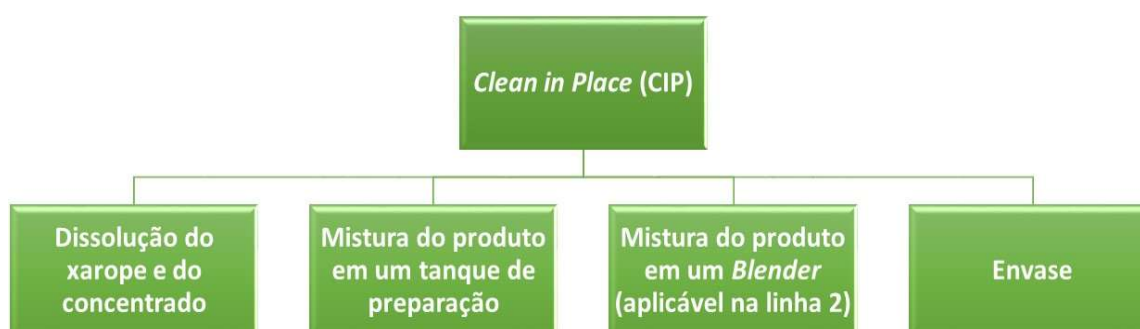 Clean in Place (CIP)
Dissolução do
xarope e do
concentrado
Mistura do produto
em um tanque de
preparação
Mistura do produto
em um Blender
(aplicável na linha 2)
Envase